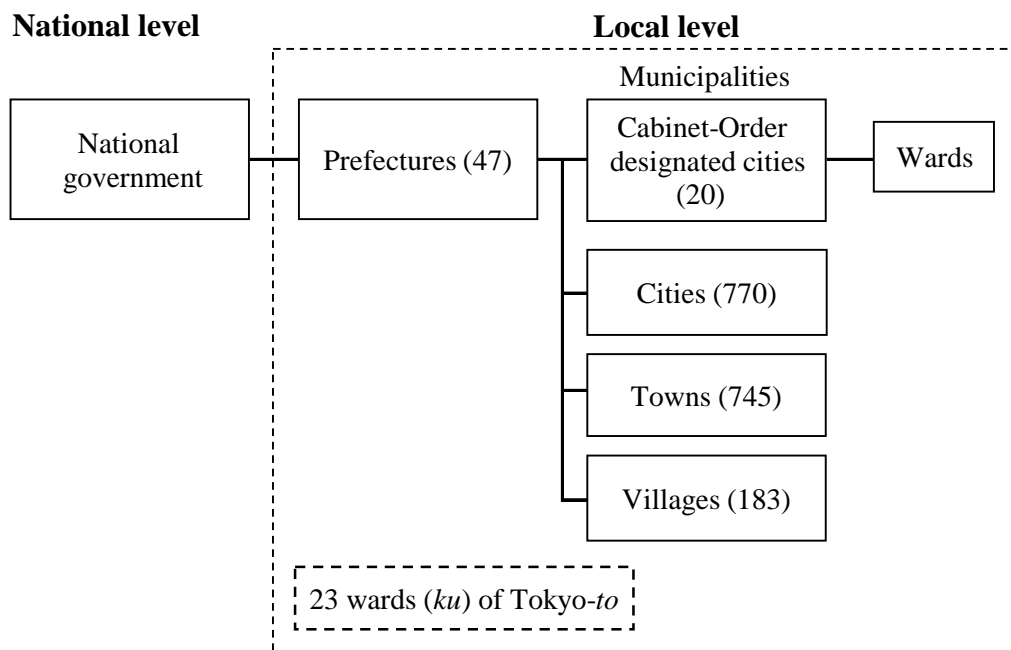 National level
Local level
Municipalities
National
government
Prefectures (47)
Cabinet-Order
designated cities
(20)
Wards
Cities (770)
Towns (745)
Villages (183)
23 wards (ku) of Tokyo-to